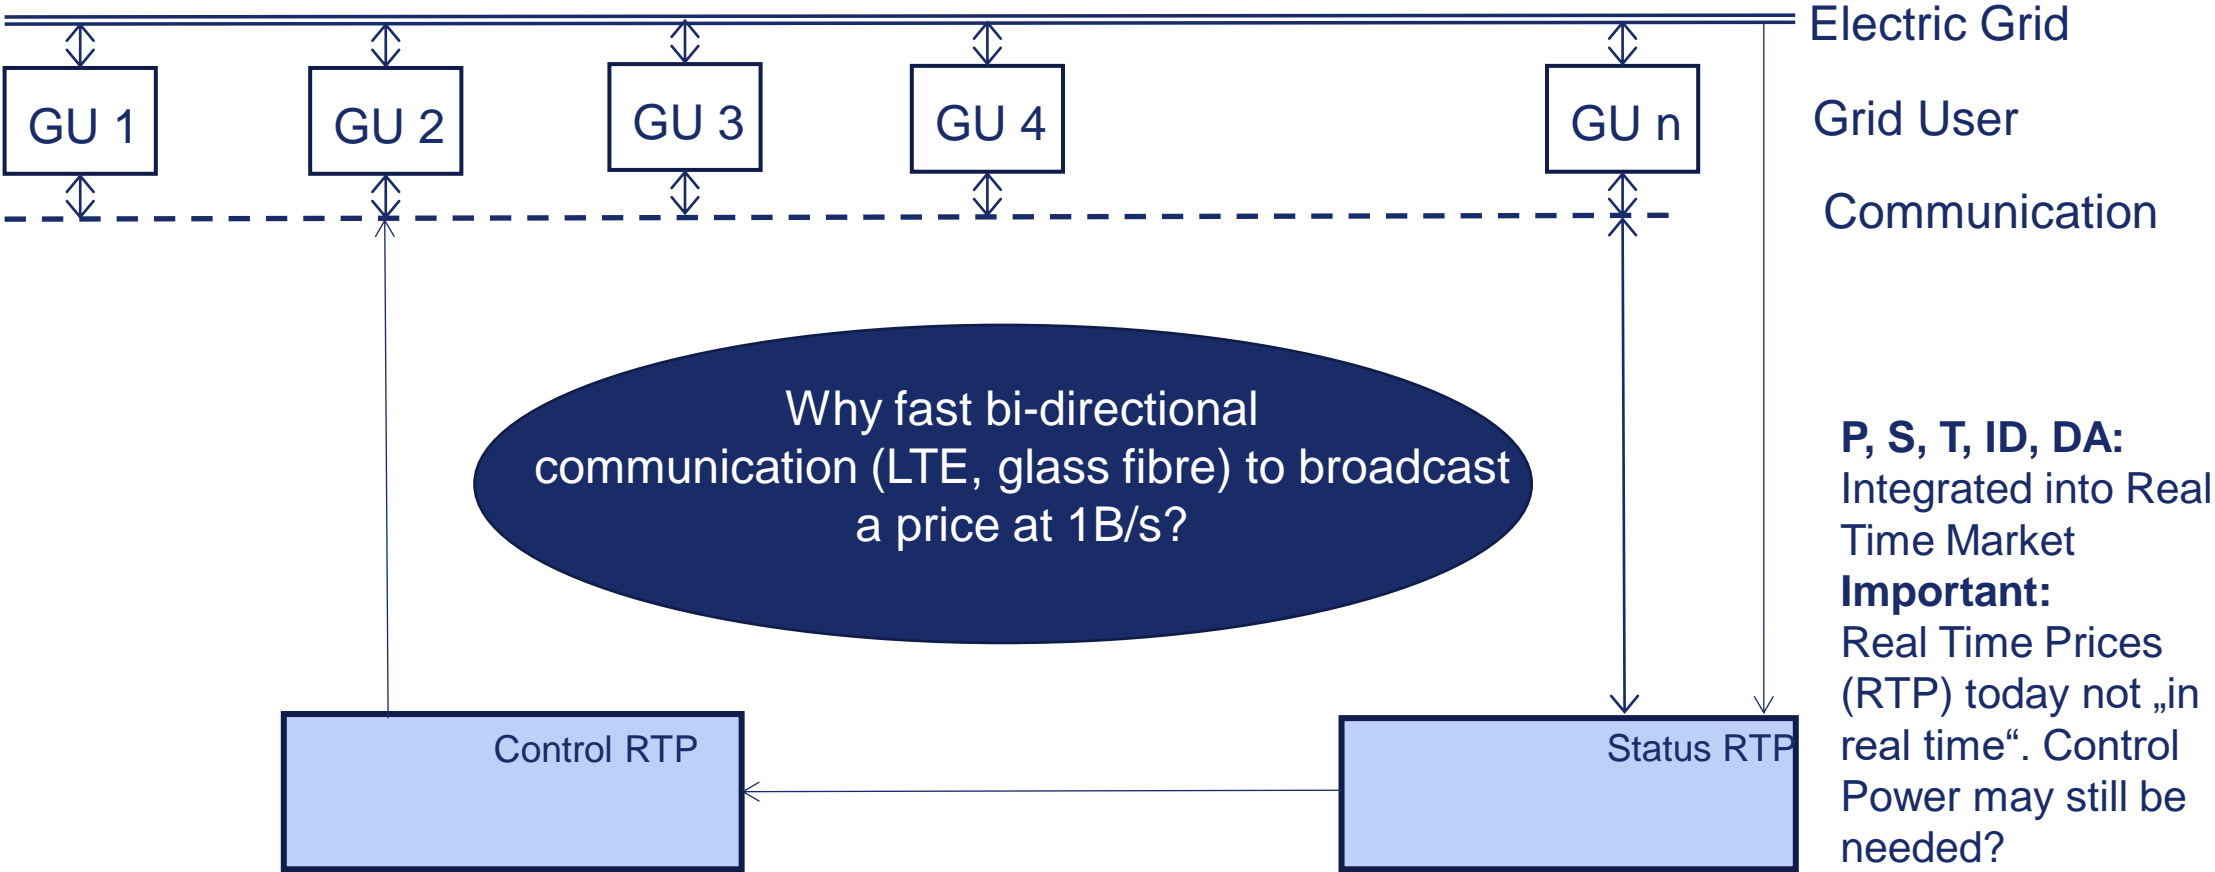 Electric Grid
GU 1
GU 2
GU 3
GU 4
GU n
Grid User
Communication
Why fast bi-directional
communication (LTE, glass fibre) to broadcast
a price at 1B/s?
P, S, T, ID, DA:
Integrated into Real
Time Market
Important:
Real Time Prices
(RTP) today not „in
real time“. Control
Power may still be
needed?
Control RTP
Status RTP